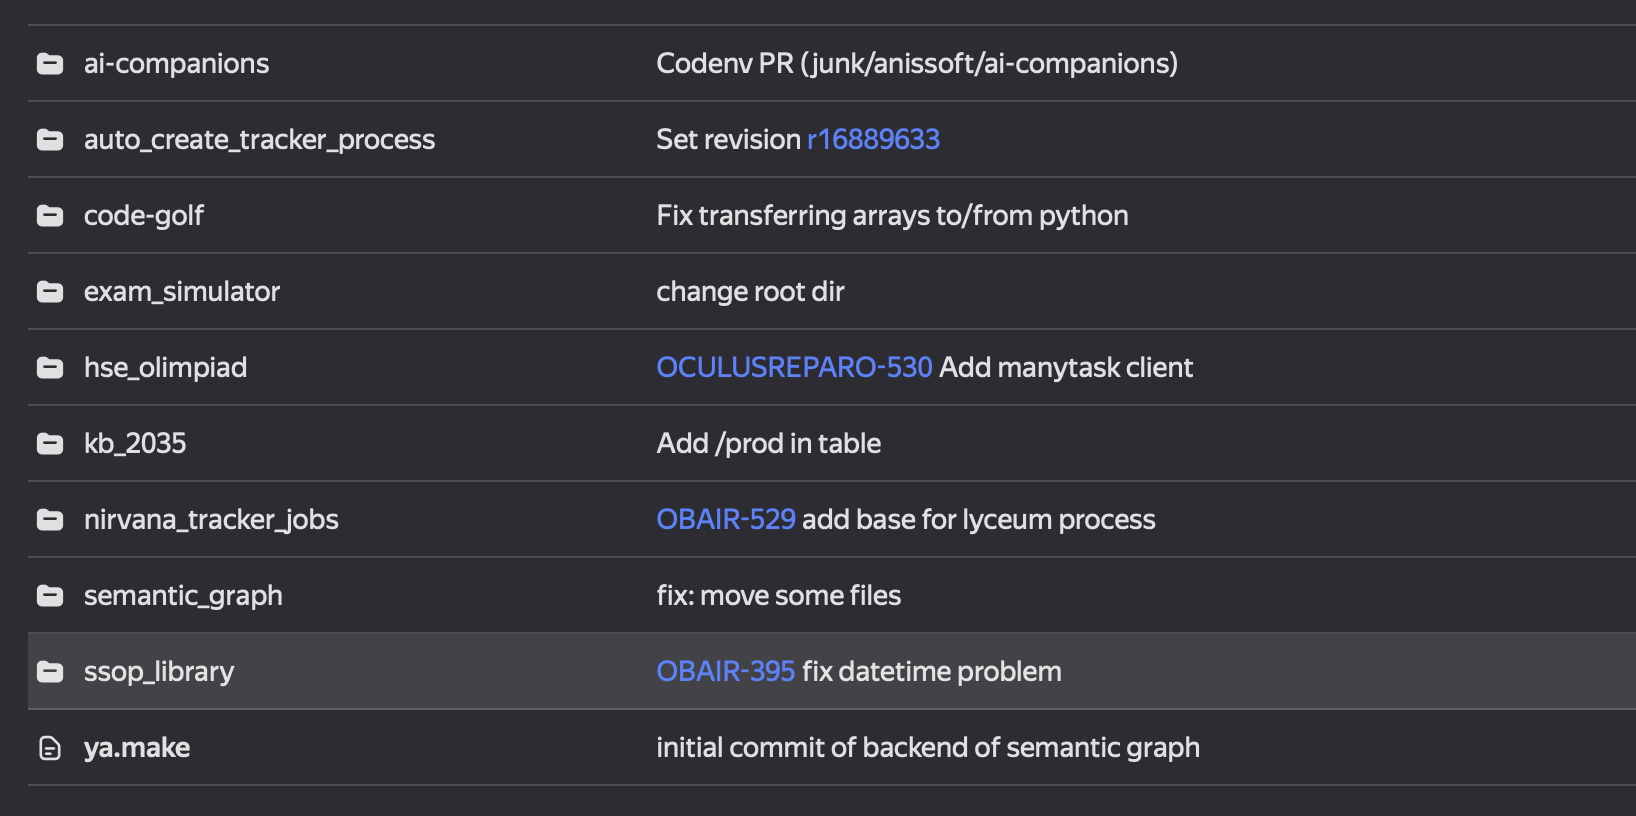 ai-companions Codenv PR (junk/anissoft/ai-companions)
auto_create_tracker_process Set revision r16889633
code-golf Fix transferring arrays to/from python
exam_simulator change root dir
hse_olimpiad OCULUSREPARO-530 Add manytask client
kb_2035 Add /prod in table
nirvana_tracker_jobs OBAIR-529 add base for lyceum process
semantic_graph fix: move some files
ssop_library OBAIR-395 fix datetime problem
ya.make initial commit of backend of semantic graph